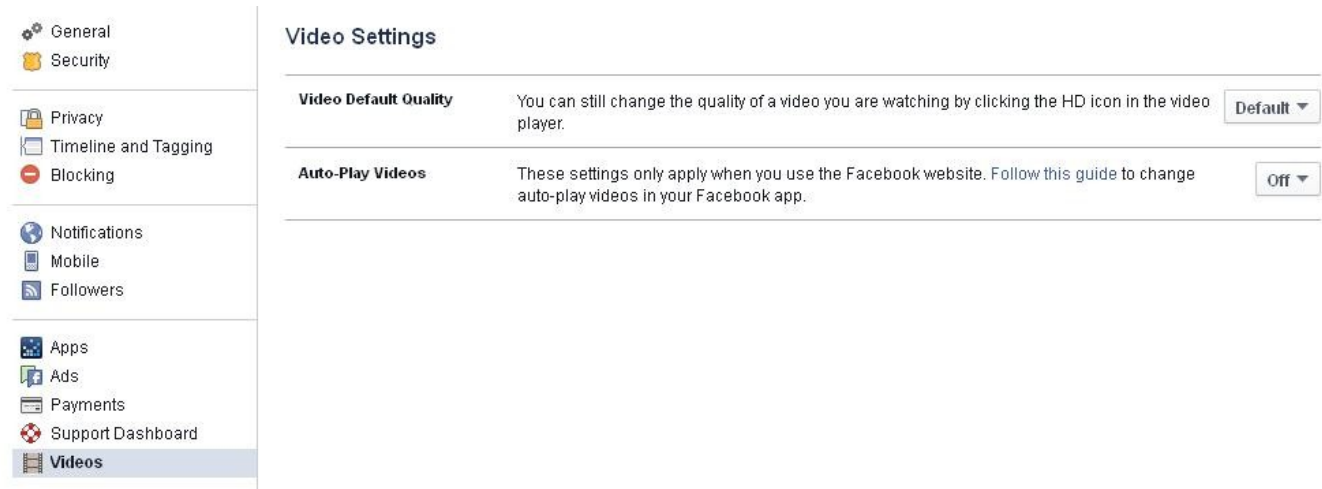 General
Security
Privacy
Timeline and Tagging
Blocking
Notifications
Mobile
Followers
Apps
Ads
Payments
Support Dashboard
Videos
Video Settings
Video Default Quality
You can still change the quality of a video you are watching by clicking the HD icon in the video
player.
Default
Auto-Play Videos
These settings only apply when you use the Facebook website. Follow this guide to change
auto-play videos in your Facebook app.
Off